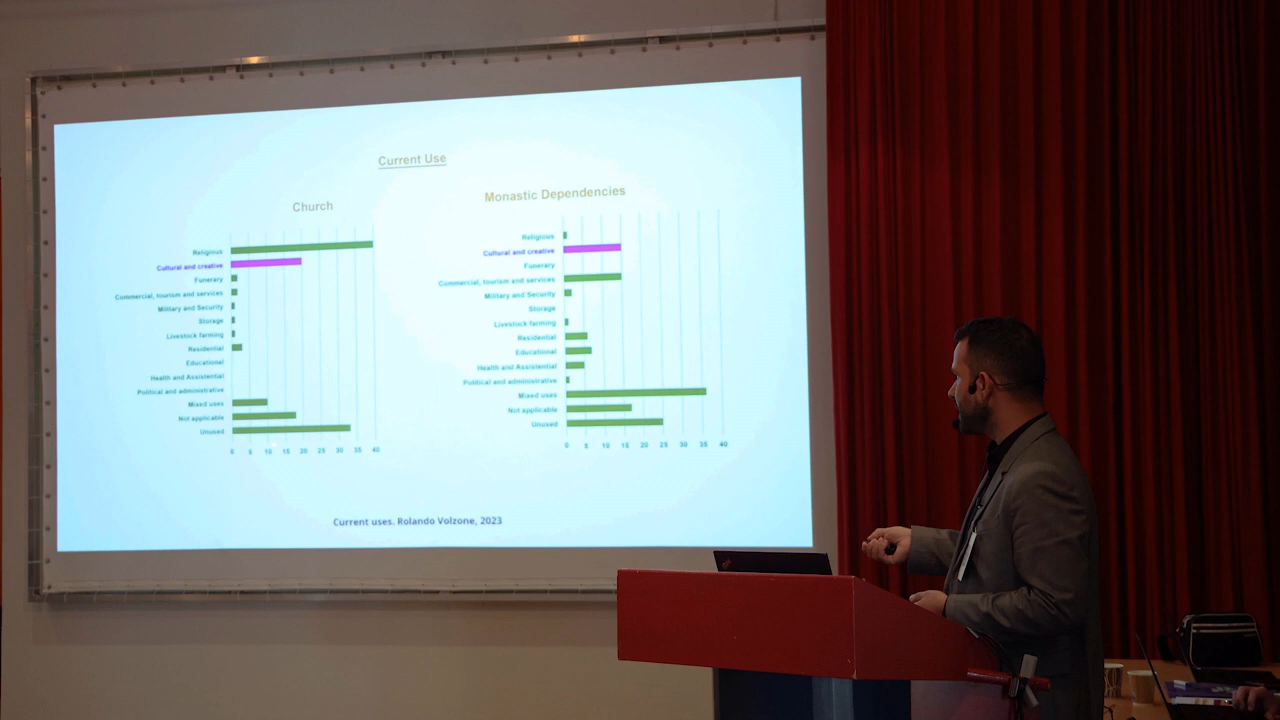 Current Use
Church
Religious
Cultural and creative
Funerary
Commercial, tourism and services
Military and Security
Storage
Livestock farming
Residential
Educational
Health and Assistential
Political and administrative
Mixed uses
Not applicable
Unused
0 5 10 15 20 25 30 35 40
Monastic Dependencies
Religious
Cultural and creative
Funerary
Commercial, tourism and services
Military and Security
Storage
Livestock farming
Residential
Educational
Health and Assistential
Political and administrative
Mixed uses
Not applicable
Unused
0 5 10 15 20 25 30 35 40
Current uses. Rolando Volzone, 2023